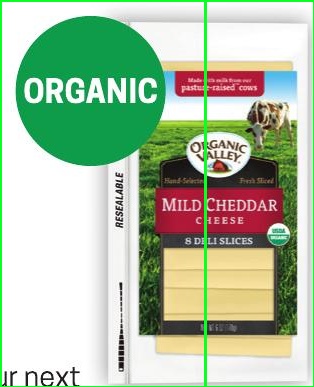 ORGANIC
Made with milk from our
pasture-raised cows
ORGANIC
VALLEY
Hand-Selected Fresh Sliced
MILD CHEDDAR
CHEESE
USDA
ORGANIC
8 DELI SLICES
RESEALABLE
ur next